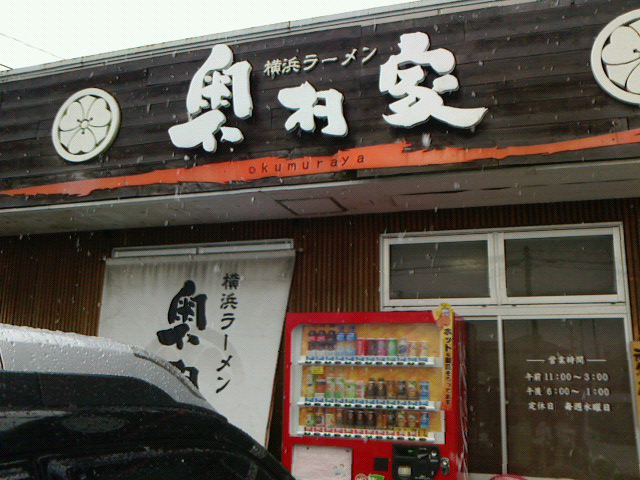 横浜ラーメン
奥村家
okumuraya
横浜ラーメン
奥村
営業時間
午前 11:00~3:00
午後 6:00~ 1:00
定休日 毎週水曜日